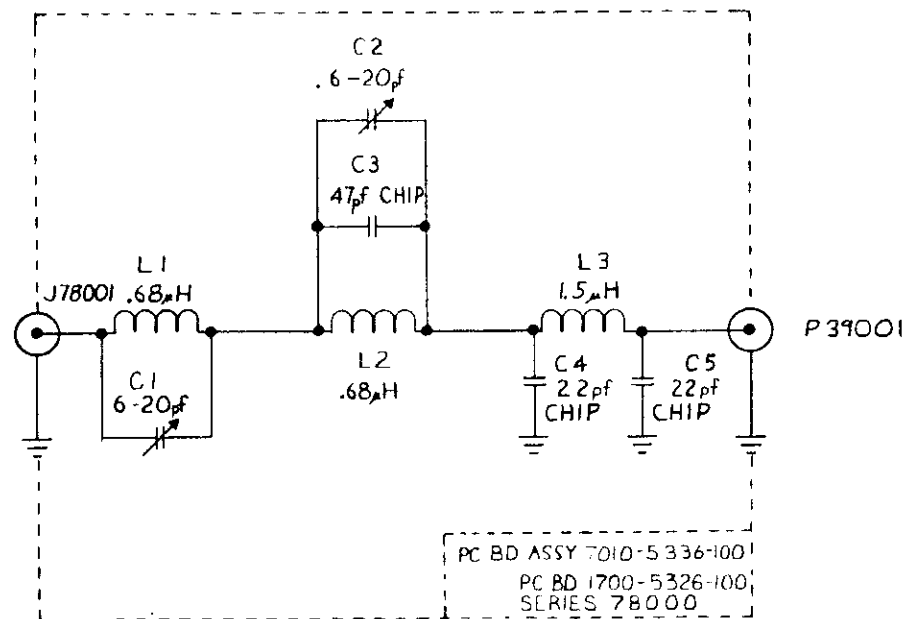 C2
.6-20pf
C3
47pf CHIP
L1
.68μH
J78001
L3
1.5μH
P39001
L2
.68μH
C1
6-20pf
C4
22pf
CHIP
C5
22pf
CHIP
PC BD ASSY 7010-5336-100
PC BD 1700-5326-100
SERIES 78000